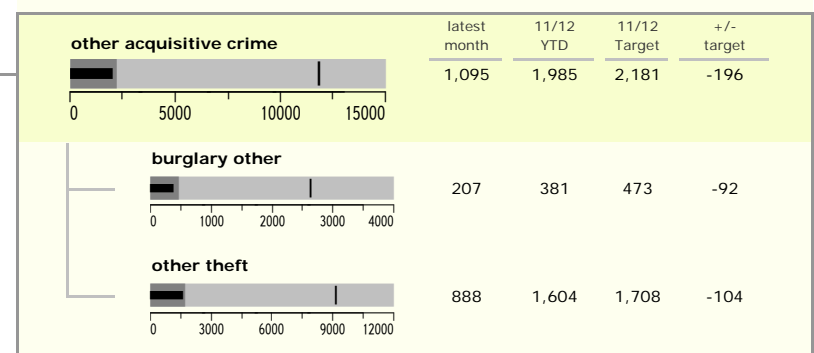 latest 11/12 11/12 +/-
other acquisitive crime month YTD Target target
1,095 1,985 2,181 -196
0 5000 10000 15000
burglary other
207 381 473 -92
0 1000 2000 3000 4000
other theft
888 1,604 1,708 -104
0 3000 6000 9000 12000